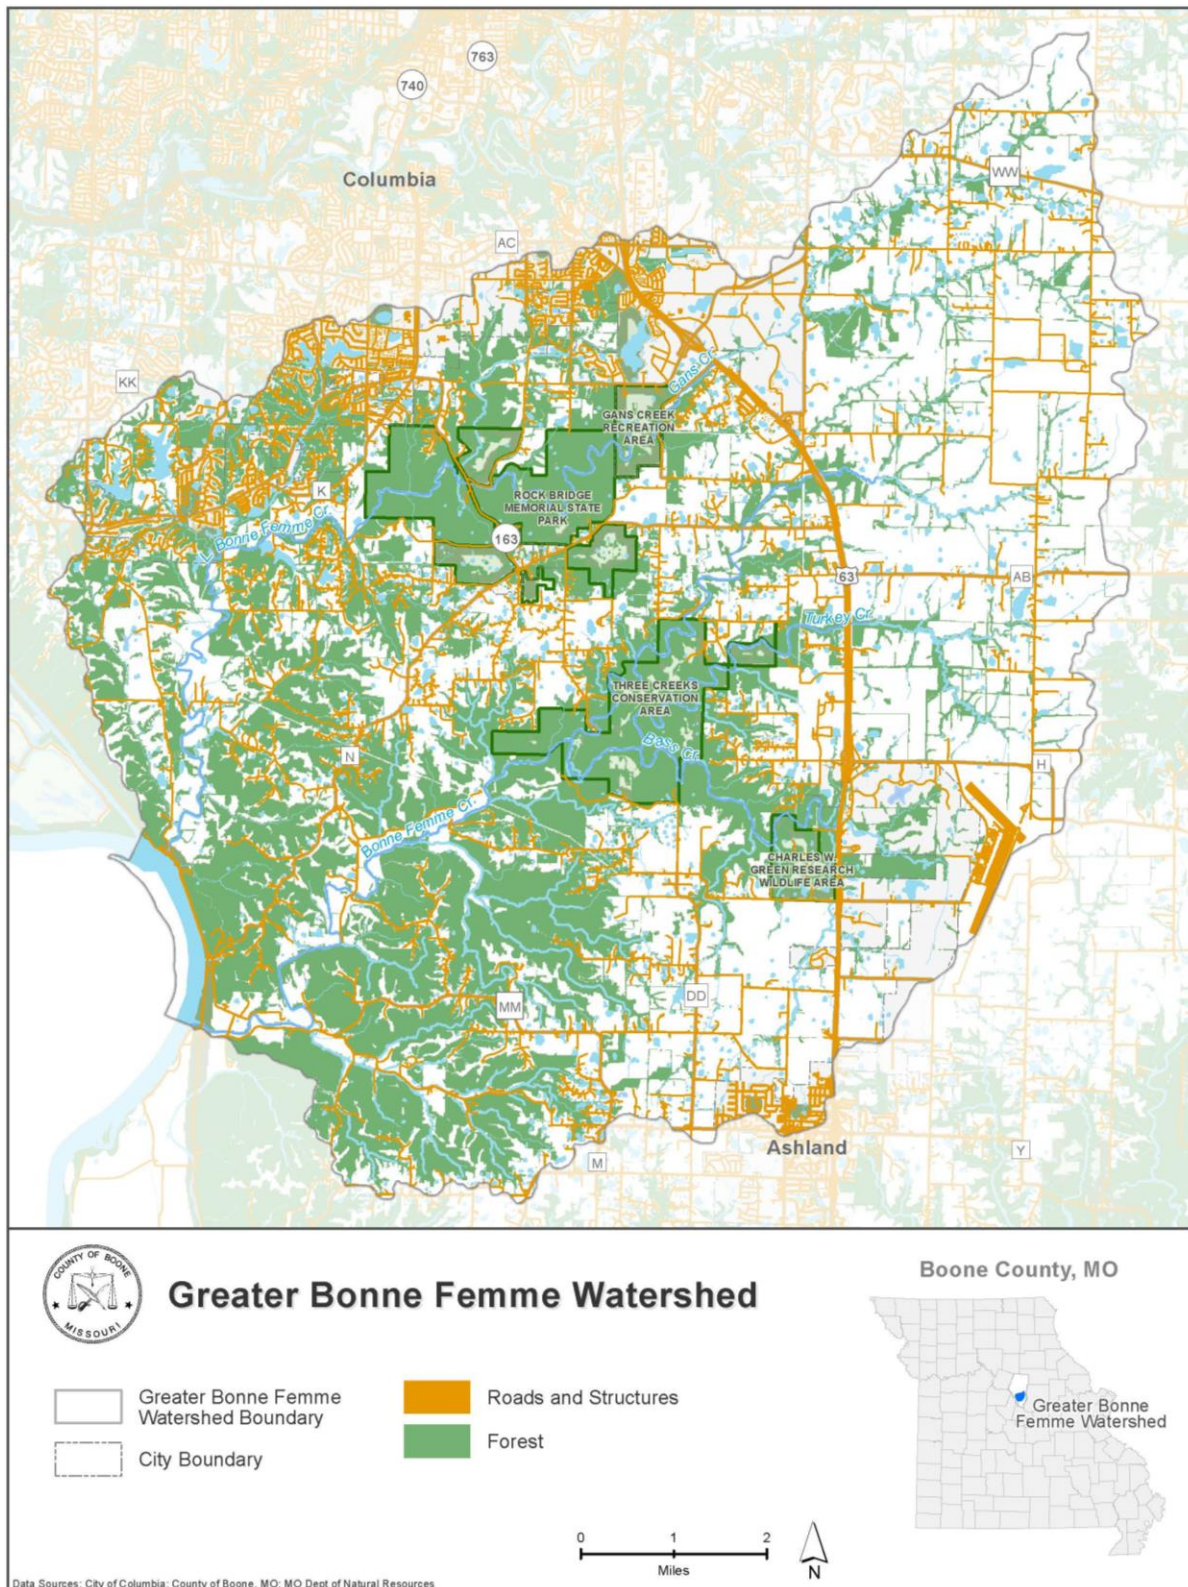 763
740
Columbia
WW
AC
KK
Gans Cr.
GANS CREEK
RECREATION
AREA
K
ROCK BRIDGE
MEMORIAL STATE
PARK
L. Bonne Femme Cr.
163
63
AB
Turkey Cr.
THREE CREEKS
CONSERVATION
AREA
N
Bass Cr.
H
Bonne Femme Cr.
CHARLES W.
GREEN RESEARCH
WILDLIFE AREA
DD
MM
Ashland
M
Y
COUNTY OF BOONE
MISSOURI
Greater Bonne Femme Watershed
Boone County, MO
Greater Bonne Femme
Watershed Boundary
City Boundary
Roads and Structures
Forest
Greater Bonne
Femme Watershed
0 1 2
Miles
N
Data Sources: City of Columbia; County of Boone, MO; MO Dept of Natural Resources